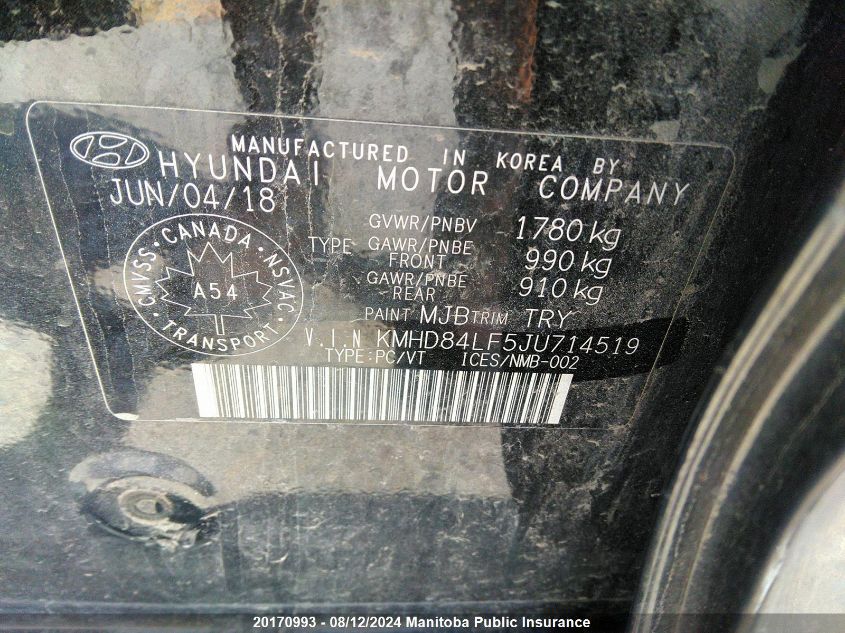 MANUFACTURED IN KOREA BY
HYUNDAI MOTOR COMPANY
JUN/04/18
GVWR/PNBV 1780 kg
TYPE GAWR/PNBE FRONT 990 kg
GAWR/PNBE REAR 910 kg
CMVSS · CANADA · NSVAC
A54
TRANSPORT
PAINT MJB TRIM TRY
V.I.N KMHD84LF5JU714519
TYPE:PC/VT ICES/NMB-002
20170993 - 08/12/2024 Manitoba Public Insurance